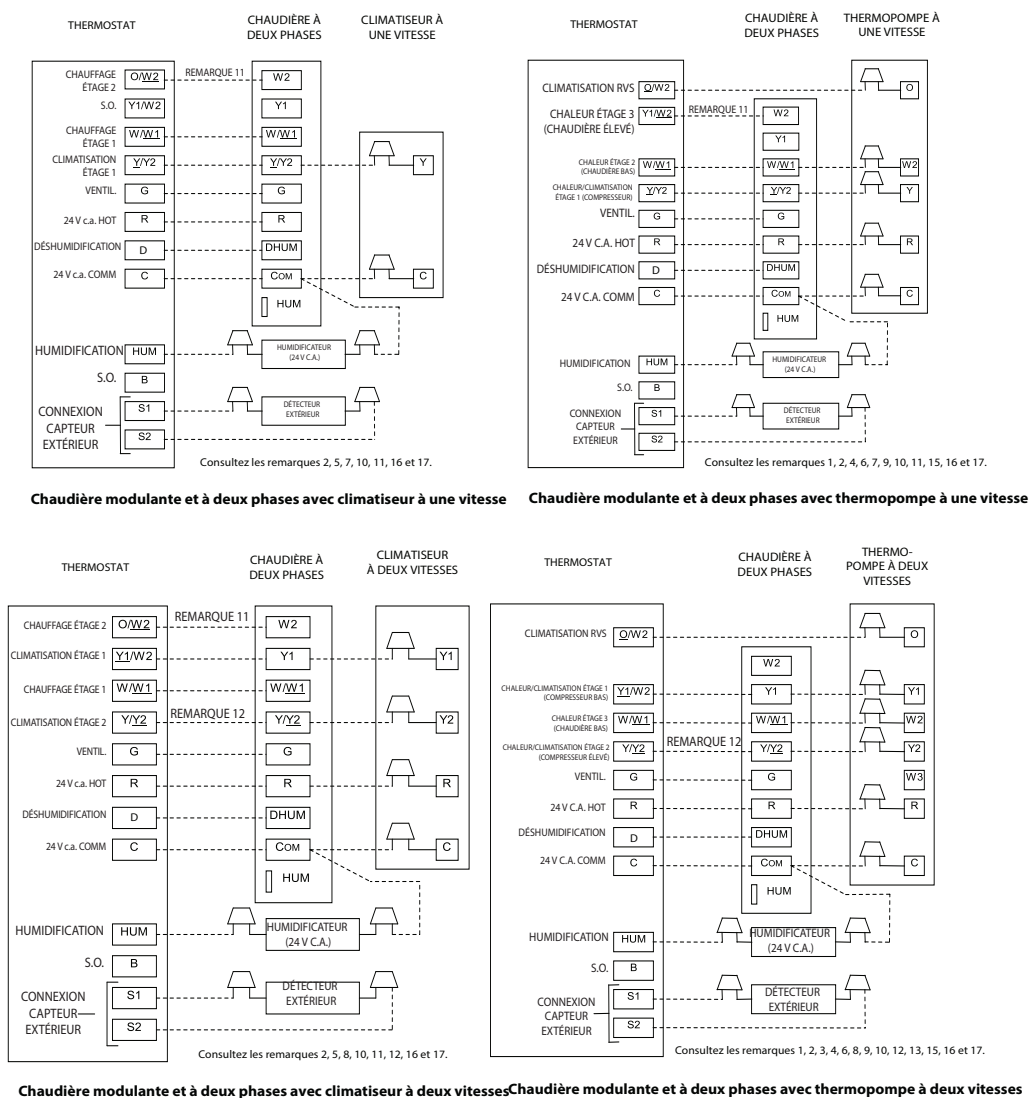 THERMOSTAT
CHAUDIÈRE À
DEUX PHASES
CLIMATISEUR À
UNE VITESSE
CHAUFFAGE
ÉTAGE 2
O/W2
REMARQUE 11
W2
S.O.
Y1/W2
Y1
CHAUFFAGE
ÉTAGE 1
W/W1
W/W1
CLIMATISATION
ÉTAGE 1
Y/Y2
Y/Y2
Y
VENTIL.
G
G
24 V c.a. HOT
R
R
DÉSHUMIDIFICATION
D
DHUM
24 V c.a. COMM
C
COM
C
HUM
HUMIDIFICATION
HUM
HUMIDIFICATEUR
(24 V C.A.)
S.O.
B
CONNEXION
CAPTEUR
EXTÉRIEUR
S1
S2
DÉTECTEUR
EXTÉRIEUR
Consultez les remarques 2, 5, 7, 10, 11, 16 et 17.
Chaudière modulante et à deux phases avec climatiseur à une vitesse
THERMOSTAT
CHAUDIÈRE À
DEUX PHASES
THERMOPOMPE À
UNE VITESSE
CLIMATISATION RVS
O/W2
O
CHALEUR ÉTAGE 3
(CHAUDIÈRE ÉLEVÉ)
Y1/W2
REMARQUE 11
W2
Y1
CHALEUR ÉTAGE 2
(CHAUDIÈRE BAS)
W/W1
W/W1
W2
CHALEUR/CLIMATISATION
ÉTAGE 1 (COMPRESSEUR)
Y/Y2
Y/Y2
Y
VENTIL.
G
G
24 V C.A. HOT
R
R
R
DÉSHUMIDIFICATION
D
DHUM
24 V C.A. COMM
C
COM
C
HUM
HUMIDIFICATION
HUM
HUMIDIFICATEUR
(24 V C.A.)
S.O.
B
CONNEXION
CAPTEUR
EXTÉRIEUR
S1
S2
DÉTECTEUR
EXTÉRIEUR
Consultez les remarques 1, 2, 4, 6, 7, 9, 10, 11, 15, 16 et 17.
Chaudière modulante et à deux phases avec thermopompe à une vitesse
THERMOSTAT
CHAUDIÈRE À
DEUX PHASES
CLIMATISEUR
À DEUX VITESSES
CHAUFFAGE ÉTAGE 2
O/W2
REMARQUE 11
W2
CLIMATISATION ÉTAGE 1
Y1/W2
Y1
Y1
CHAUFFAGE ÉTAGE 1
W/W1
W/W1
CLIMATISATION ÉTAGE 2
Y/Y2
REMARQUE 12
Y/Y2
Y2
VENTIL.
G
G
24 V c.a. HOT
R
R
R
DÉSHUMIDIFICATION
D
DHUM
24 V c.a. COMM
C
COM
C
HUM
HUMIDIFICATION
HUM
HUMIDIFICATEUR
(24 V C.A.)
S.O.
B
CONNEXION
CAPTEUR
EXTÉRIEUR
S1
S2
DÉTECTEUR
EXTÉRIEUR
Consultez les remarques 2, 5, 8, 10, 11, 12, 16 et 17.
Chaudière modulante et à deux phases avec climatiseur à deux vitesses
THERMOSTAT
CHAUDIÈRE À
DEUX PHASES
THERMO-
POMPE À DEUX
VITESSES
CLIMATISATION RVS
O/W2
O
W2
CHALEUR/CLIMATISATION ÉTAGE 1
(COMPRESSEUR BAS)
Y1/W2
Y1
Y1
CHALEUR ÉTAGE 3
(CHAUDIÈRE BAS)
W/W1
W/W1
W2
CHALEUR/CLIMATISATION ÉTAGE 2
(COMPRESSEUR ÉLEVÉ)
Y/Y2
REMARQUE 12
Y/Y2
Y2
VENTIL.
G
G
W3
24 V C.A. HOT
R
R
R
DÉSHUMIDIFICATION
D
DHUM
24 V C.A. COMM
C
COM
C
HUM
HUMIDIFICATION
HUM
HUMIDIFICATEUR
(24 V C.A.)
S.O.
B
CONNEXION
CAPTEUR
EXTÉRIEUR
S1
S2
DÉTECTEUR
EXTÉRIEUR
Consultez les remarques 1, 2, 3, 4, 6, 8, 9, 10, 12, 13, 15, 16 et 17.
Chaudière modulante et à deux phases avec thermopompe à deux vitesses